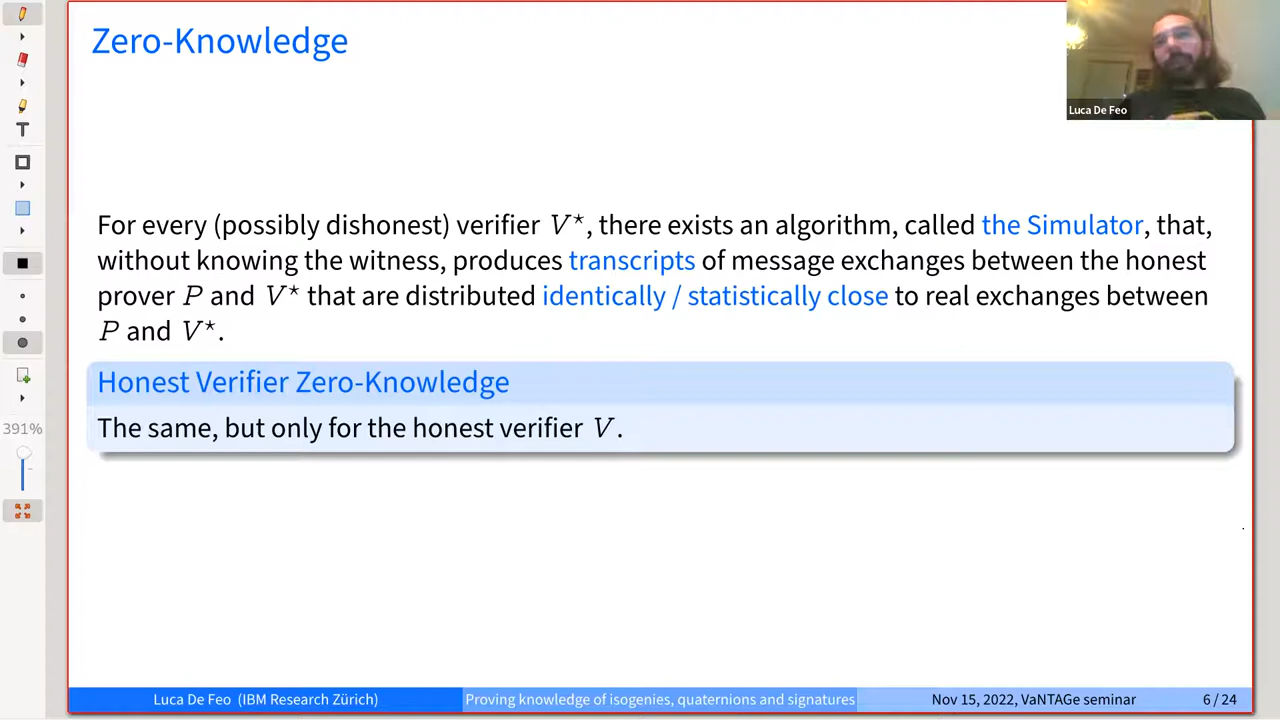 Zero-Knowledge
Luca De Feo
For every (possibly dishonest) verifier V⋆, there exists an algorithm, called the Simulator, that,
without knowing the witness, produces transcripts of message exchanges between the honest
prover P and V⋆ that are distributed identically / statistically close to real exchanges between
P and V⋆.
Honest Verifier Zero-Knowledge
The same, but only for the honest verifier V.
T
391%
Luca De Feo (IBM Research Zürich) Proving knowledge of isogenies, quaternions and signatures Nov 15, 2022, VaNTAGe seminar 6 / 24